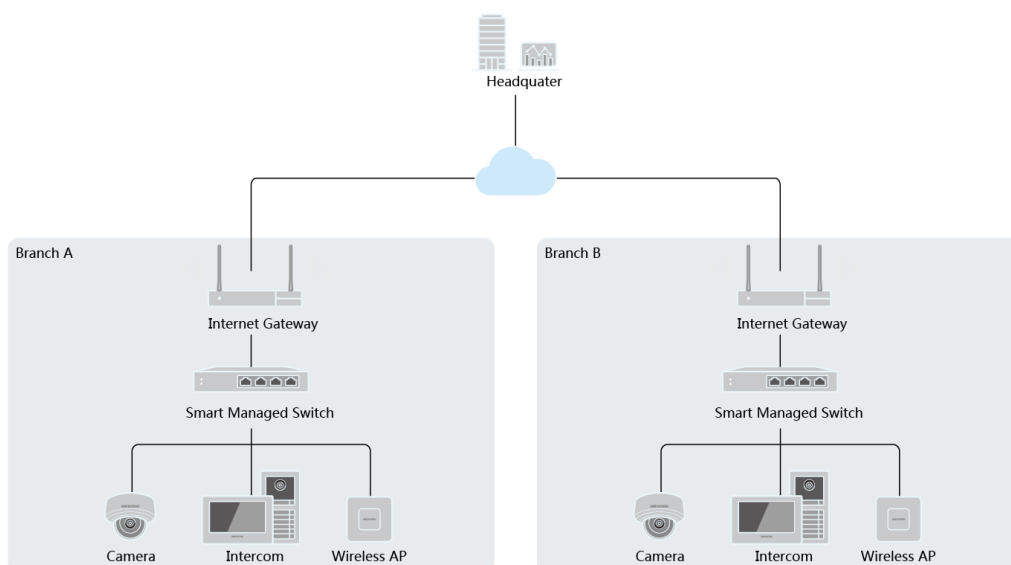 Headquater
Branch A
Branch B
Internet Gateway
Internet Gateway
Smart Managed Switch
Smart Managed Switch
Camera
Intercom
Wireless AP
Camera
Intercom
Wireless AP